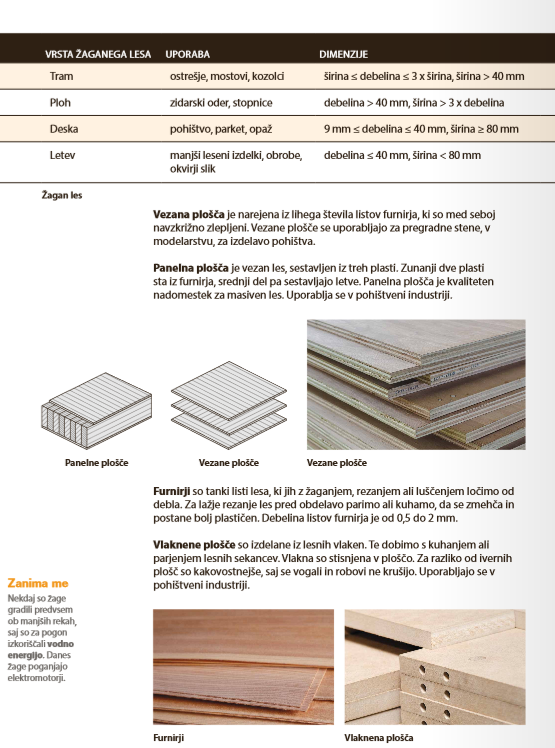 VRSTA ŽAGANEGA LESA UPORABA DIMENZIJE
Tram ostrešje, mostovi, kozolci širina ≤ debelina ≤ 3 x širina, širina > 40 mm
Ploh zidarski oder, stopnice debelina > 40 mm, širina > 3 x debelina
Deska pohištvo, parket, opaž 9 mm ≤ debelina ≤ 40 mm, širina ≥ 80 mm
Letev manjši leseni izdelki, obrobe, debelina ≤ 40 mm, širina < 80 mm
okvirji slik
Žagan les
Vezana plošča je narejena iz lihega števila listov furnirja, ki so med seboj
navzkrižno zlepljeni. Vezane plošče se uporabljajo za pregradne stene, v
modelarstvu, za izdelavo pohištva.
Panelna plošča je vezan les, sestavljen iz treh plasti. Zunanji dve plasti
sta iz furnirja, srednji del pa sestavljajo letve. Panelna plošča je kvaliteten
nadomestek za masiven les. Uporablja se v pohištveni industriji.
Panelne plošče
Vezane plošče
Vezane plošče
Furnirji so tanki listi lesa, ki jih z žaganjem, rezanjem ali luščenjem ločimo od
debla. Za lažje rezanje les pred obdelavo parimo ali kuhamo, da se zmehča in
postane bolj plastičen. Debelina listov furnirja je od 0,5 do 2 mm.
Vlaknene plošče so izdelane iz lesnih vlaken. Te dobimo s kuhanjem ali
parjenjem lesnih sekancev. Vlakna so stisnjena v ploščo. Za razliko od ivernih
plošč so kakovostnejše, saj se vogali in robovi ne krušijo. Uporabljajo se v
pohištveni industriji.
Zanima me
Nekdaj so žage
gradili predvsem
ob manjših rekah,
saj so za pogon
izkoriščali vodno
energijo. Danes
žage poganjajo
elektromotorji.
Furnirji
Vlaknena plošča